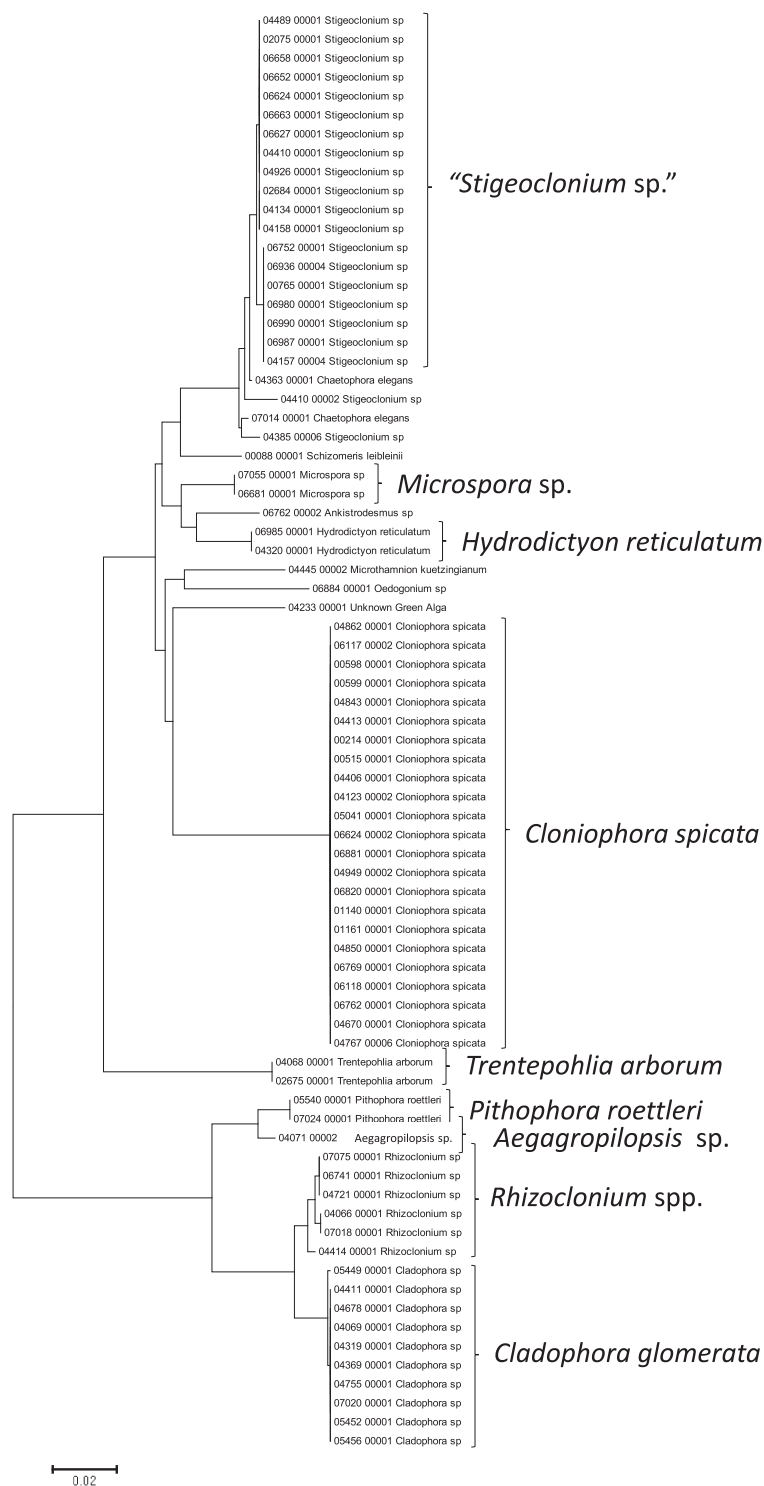 04489 00001 Stigeoclonium sp
02075 00001 Stigeoclonium sp
06658 00001 Stigeoclonium sp
06652 00001 Stigeoclonium sp
06624 00001 Stigeoclonium sp
06663 00001 Stigeoclonium sp
06627 00001 Stigeoclonium sp
04410 00001 Stigeoclonium sp
04926 00001 Stigeoclonium sp
“Stigeoclonium sp.”
02684 00001 Stigeoclonium sp
04134 00001 Stigeoclonium sp
04158 00001 Stigeoclonium sp
06752 00001 Stigeoclonium sp
06936 00004 Stigeoclonium sp
00765 00001 Stigeoclonium sp
06980 00001 Stigeoclonium sp
06990 00001 Stigeoclonium sp
06987 00001 Stigeoclonium sp
04157 00004 Stigeoclonium sp
04363 00001 Chaetophora elegans
04410 00002 Stigeoclonium sp
07014 00001 Chaetophora elegans
04385 00006 Stigeoclonium sp
00088 00001 Schizomeris leibleinii
07055 00001 Microspora sp
Microspora sp.
06681 00001 Microspora sp
06762 00002 Ankistrodesmus sp
06985 00001 Hydrodictyon reticulatum
Hydrodictyon reticulatum
04320 00001 Hydrodictyon reticulatum
04445 00002 Microthamnion kuetzingianum
06884 00001 Oedogonium sp
04233 00001 Unknown Green Alga
04862 00001 Cloniophora spicata
06117 00002 Cloniophora spicata
00598 00001 Cloniophora spicata
00599 00001 Cloniophora spicata
04843 00001 Cloniophora spicata
04413 00001 Cloniophora spicata
00214 00001 Cloniophora spicata
00515 00001 Cloniophora spicata
04406 00001 Cloniophora spicata
04123 00002 Cloniophora spicata
05041 00001 Cloniophora spicata
06624 00002 Cloniophora spicata
Cloniophora spicata
06881 00001 Cloniophora spicata
04949 00002 Cloniophora spicata
06820 00001 Cloniophora spicata
01140 00001 Cloniophora spicata
01161 00001 Cloniophora spicata
04850 00001 Cloniophora spicata
06769 00001 Cloniophora spicata
06118 00001 Cloniophora spicata
06762 00001 Cloniophora spicata
04670 00001 Cloniophora spicata
04767 00006 Cloniophora spicata
04068 00001 Trentepohlia arborum
Trentepohlia arborum
02675 00001 Trentepohlia arborum
05540 00001 Pithophora roettleri
Pithophora roettleri
07024 00001 Pithophora roettleri
04071 00002 Aegagropilopsis sp.
Aegagropilopsis sp.
07075 00001 Rhizoclonium sp
06741 00001 Rhizoclonium sp
04721 00001 Rhizoclonium sp
Rhizoclonium spp.
04066 00001 Rhizoclonium sp
07018 00001 Rhizoclonium sp
04414 00001 Rhizoclonium sp
05449 00001 Cladophora sp
04411 00001 Cladophora sp
04678 00001 Cladophora sp
04069 00001 Cladophora sp
04319 00001 Cladophora sp
Cladophora glomerata
04369 00001 Cladophora sp
04755 00001 Cladophora sp
07020 00001 Cladophora sp
05452 00001 Cladophora sp
05456 00001 Cladophora sp
0.02